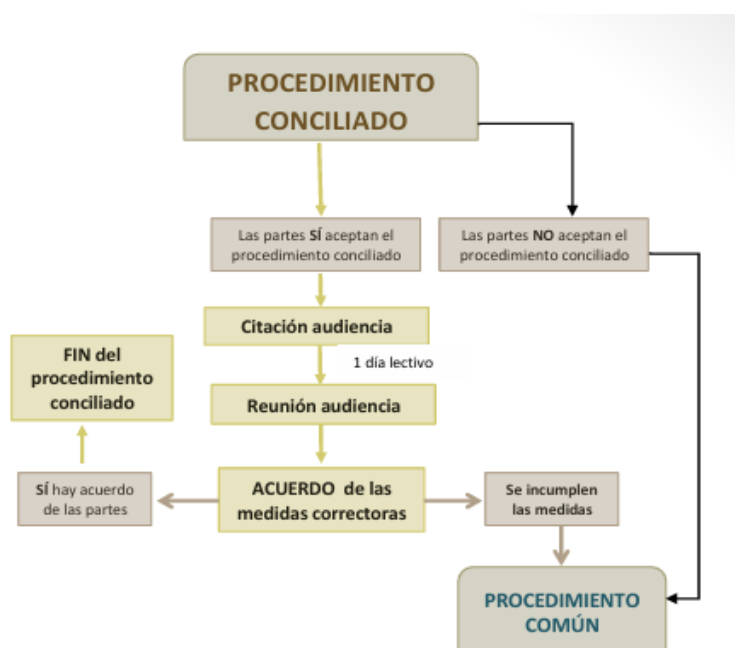 PROCEDIMIENTO
CONCILIADO
Las partes SÍ aceptan el
procedimiento conciliado
Las partes NO aceptan el
procedimiento conciliado
Citación audiencia
1 día lectivo
FIN del
procedimiento
conciliado
Reunión audiencia
SÍ hay acuerdo
de las partes
ACUERDO de las
medidas correctoras
Se incumplen
las medidas
PROCEDIMIENTO
COMÚN